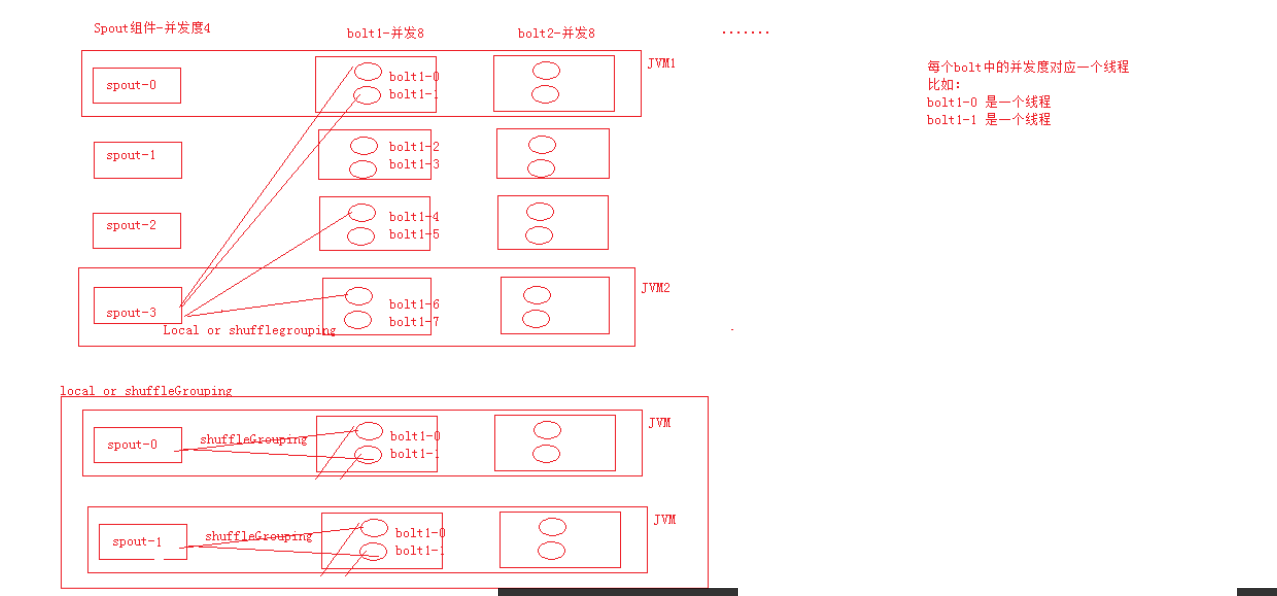 Spout组件-并发度4
bolt1-并发8
bolt2-并发8
.......
JVM1
每个bolt中的并发度对应一个线程
比如:
bolt1-0 是一个线程
bolt1-1 是一个线程
spout-0
bolt1-0
bolt1-1
spout-1
bolt1-2
bolt1-3
spout-2
bolt1-4
bolt1-5
JVM2
spout-3
bolt1-6
bolt1-7
Local or shufflegrouping
local or shuffleGrouping
JVM
spout-0
shuffleGrouping
bolt1-0
bolt1-1
JVM
spout-1
shuffleGrouping
bolt1-0
bolt1-1